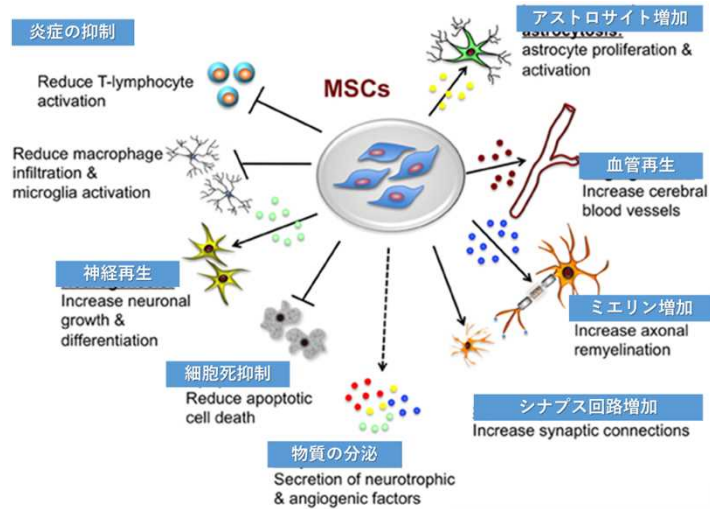 炎症の抑制
Reduce T-lymphocyte
activation
Reduce macrophage
infiltration &
microglia activation
神経再生
Increase neuronal
growth &
differentiation
細胞死抑制
Reduce apoptotic
cell death
物質の分泌
Secretion of neurotrophic
& angiogenic factors
MSCs
アストロサイト増加
astrocytosis:
astrocyte proliferation &
activation
血管再生
Increase cerebral
blood vessels
ミエリン増加
Increase axonal
remyelination
シナプス回路増加
Increase synaptic connections